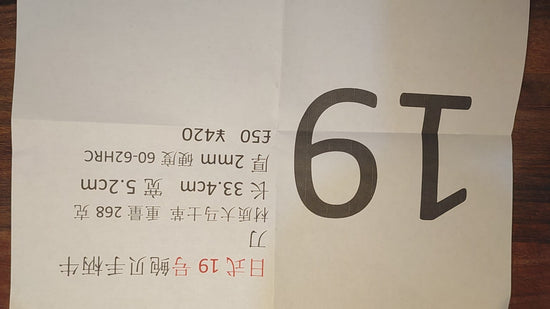 19
日式 19 号鲍贝手柄牛
刀
材质大马士革 重量 268 克
长 33.4cm 宽 5.2cm
厚 2mm 硬度 60-62HRC
£50 ¥420